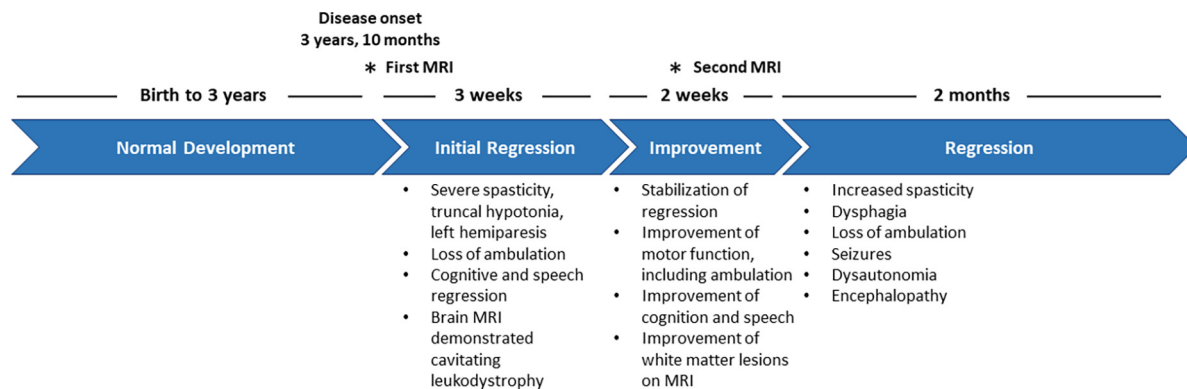 Disease onset
3 years, 10 months
* First MRI
* Second MRI
Birth to 3 years
3 weeks
2 weeks
2 months
Normal Development
Initial Regression
Improvement
Regression
• Severe spasticity,
truncal hypotonia,
left hemiparesis
• Loss of ambulation
• Cognitive and speech
regression
• Brain MRI
demonstrated
cavitating
leukodystrophy
• Stabilization of
regression
• Improvement of
motor function,
including ambulation
• Improvement of
cognition and speech
• Improvement of
white matter lesions
on MRI
• Increased spasticity
• Dysphagia
• Loss of ambulation
• Seizures
• Dysautonomia
• Encephalopathy